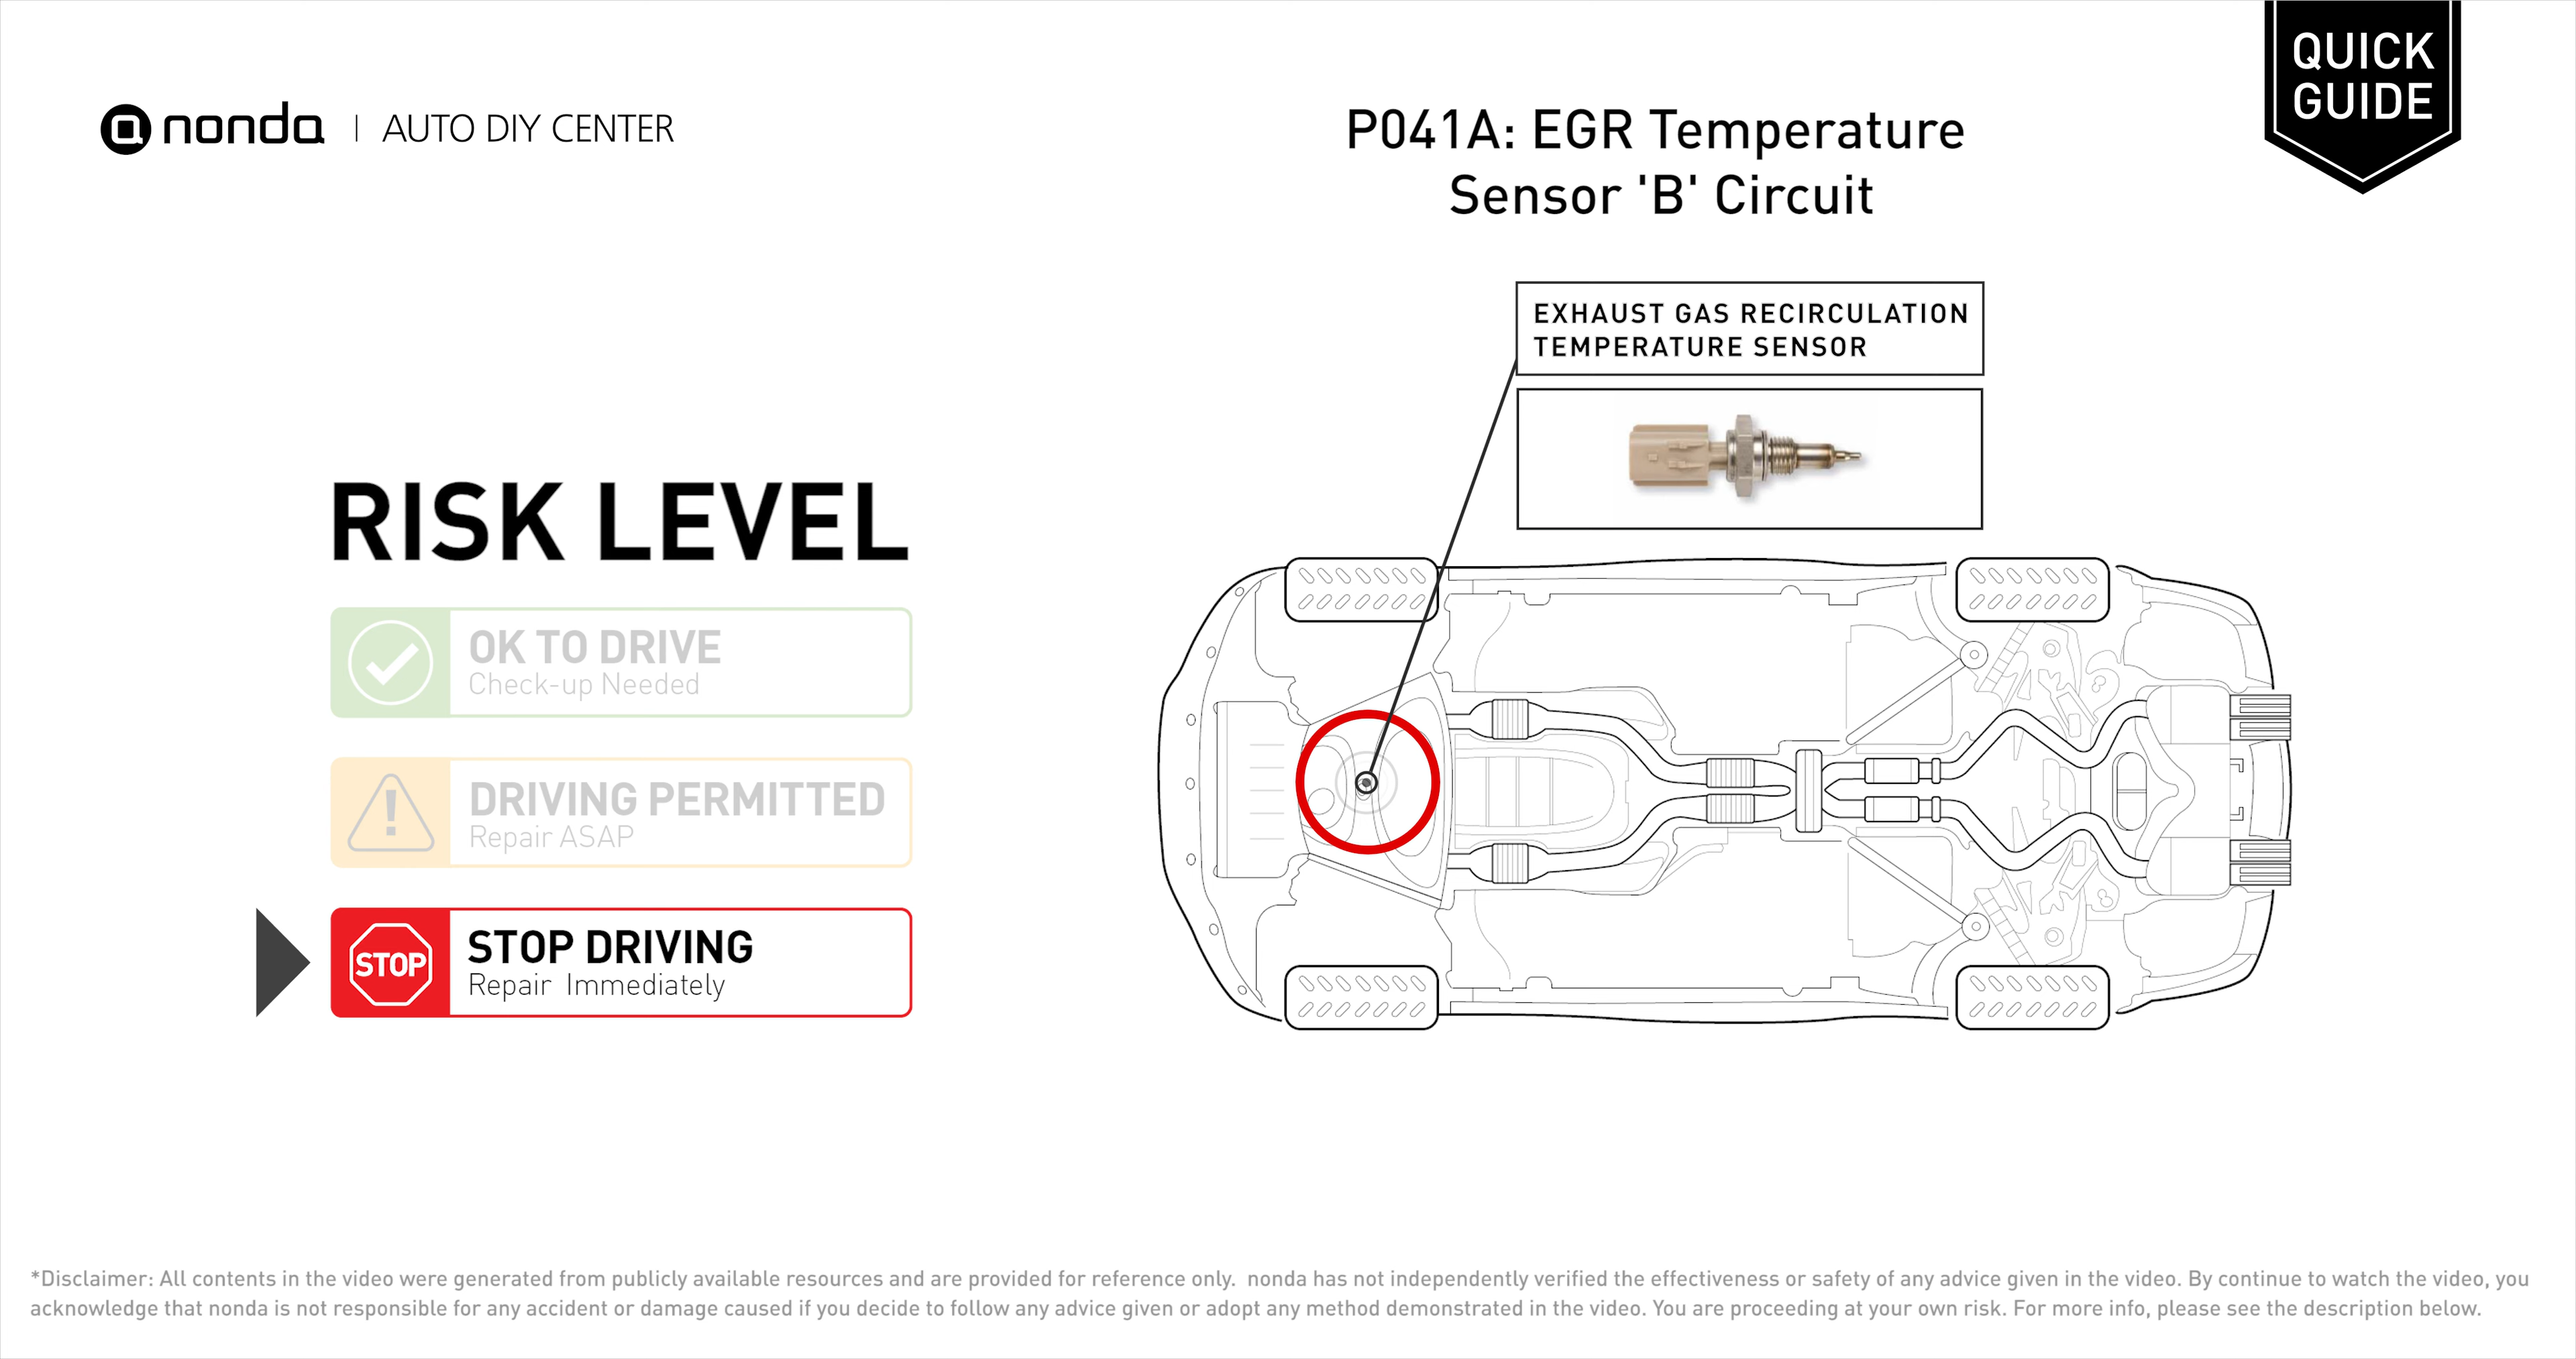 nonda | AUTO DIY CENTER
QUICK
GUIDE
P041A: EGR Temperature
Sensor 'B' Circuit
EXHAUST GAS RECIRCULATION
TEMPERATURE SENSOR
RISK LEVEL
OK TO DRIVE
Check-up Needed
DRIVING PERMITTED
Repair ASAP
STOP
STOP DRIVING
Repair Immediately
*Disclaimer: All contents in the video were generated from publicly available resources and are provided for reference only. nonda has not independently verified the effectiveness or safety of any advice given in the video. By continue to watch the video, you
acknowledge that nonda is not responsible for any accident or damage caused if you decide to follow any advice given or adopt any method demonstrated in the video. You are proceeding at your own risk. For more info, please see the description below.